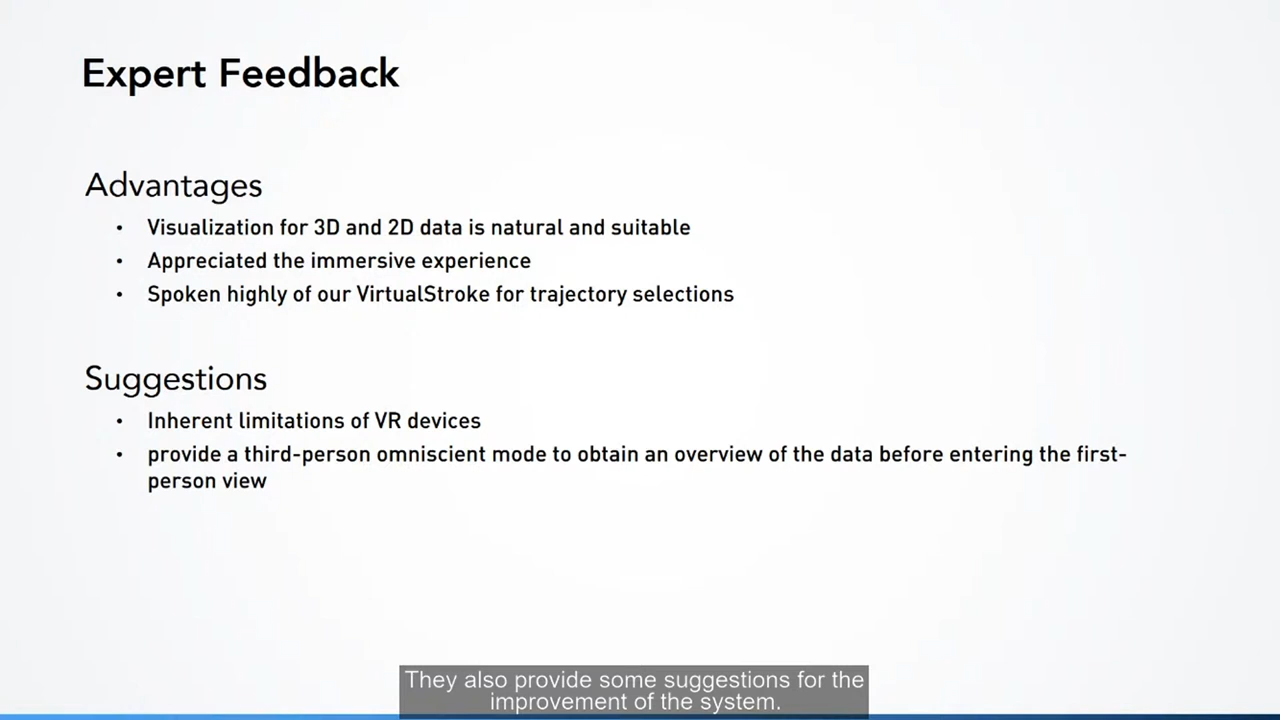 Expert Feedback
Advantages
• Visualization for 3D and 2D data is natural and suitable
• Appreciated the immersive experience
• Spoken highly of our VirtualStroke for trajectory selections
Suggestions
• Inherent limitations of VR devices
• provide a third-person omniscient mode to obtain an overview of the data before entering the first-
person view
They also provide some suggestions for the
improvement of the system.